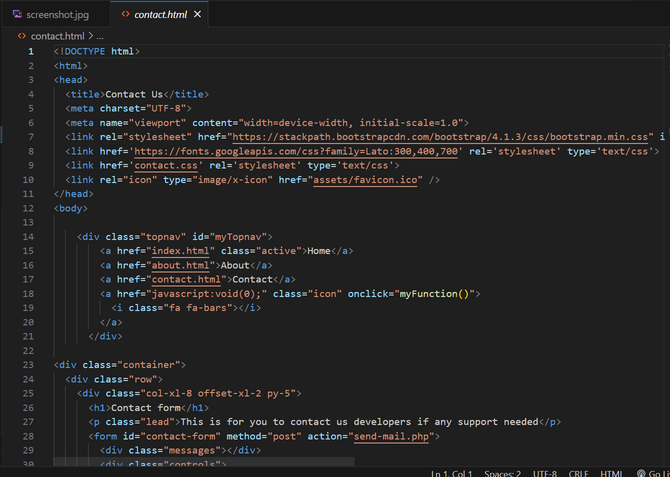 screenshot.jpg
contact.html
contact.html > ...
1 <!DOCTYPE html>
2 <html>
3 <head>
4 <title>Contact Us</title>
5 <meta charset="UTF-8">
6 <meta name="viewport" content="width=device-width, initial-scale=1.0">
7 <link rel="stylesheet" href="https://stackpath.bootstrapcdn.com/bootstrap/4.1.3/css/bootstrap.min.css" i
8 <link href='https://fonts.googleapis.com/css?family=Lato:300,400,700' rel='stylesheet' type='text/css'>
9 <link href='contact.css' rel='stylesheet' type='text/css'>
10 <link rel="icon" type="image/x-icon" href="assets/favicon.ico" />
11 </head>
12 <body>
13
14 <div class="topnav" id="myTopnav">
15 <a href="index.html" class="active">Home</a>
16 <a href="about.html">About</a>
17 <a href="contact.html">Contact</a>
18 <a href="javascript:void(0);" class="icon" onclick="myFunction()">
19 <i class="fa fa-bars"></i>
20 </a>
21 </div>
22
23 <div class="container">
24 <div class="row">
25 <div class="col-xl-8 offset-xl-2 py-5">
26 <h1>Contact form</h1>
27 <p class="lead">This is for you to contact us developers if any support needed</p>
28 <form id="contact-form" method="post" action="send-mail.php">
29 <div class="messages"></div>
30 <div class="controls">
Ln 1, Col 1 Spaces: 2 UTF-8 CRLF HTML Go Li